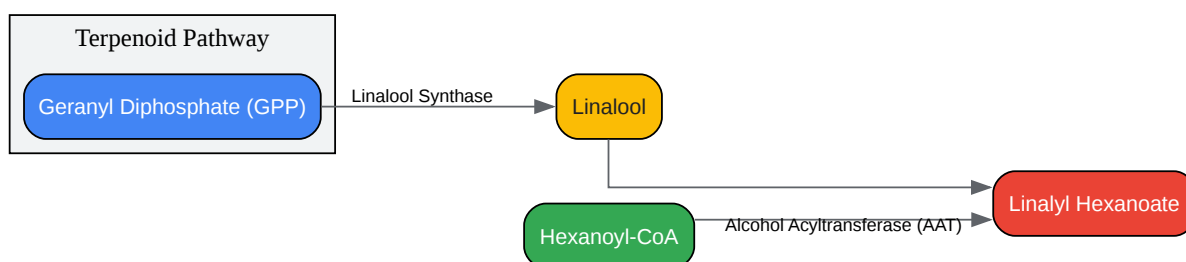 Terpenoid Pathway
Geranyl Diphosphate (GPP)
Linalool Synthase
Linalool
Linalyl Hexanoate
Hexanoyl-CoA
Alcohol Acyltransferase (AAT)